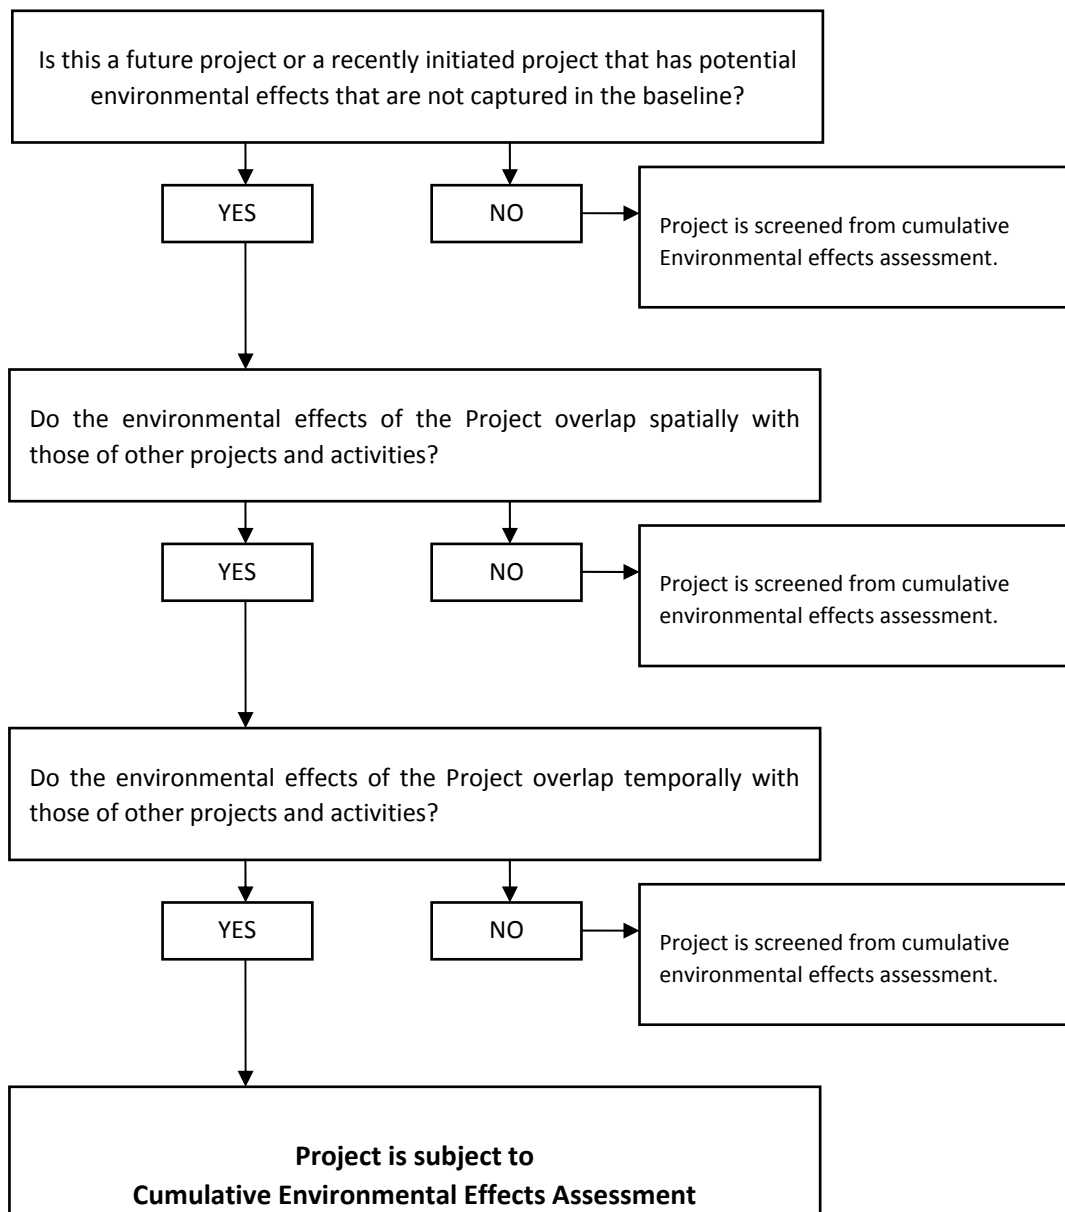 Is this a future project or a recently initiated project that has potential
environmental effects that are not captured in the baseline?
YES
NO
Project is screened from cumulative
Environmental effects assessment.
Do the environmental effects of the Project overlap spatially with
those of other projects and activities?
YES
NO
Project is screened from cumulative
environmental effects assessment.
Do the environmental effects of the Project overlap temporally with
those of other projects and activities?
YES
NO
Project is screened from cumulative
environmental effects assessment.
Project is subject to
Cumulative Environmental Effects Assessment